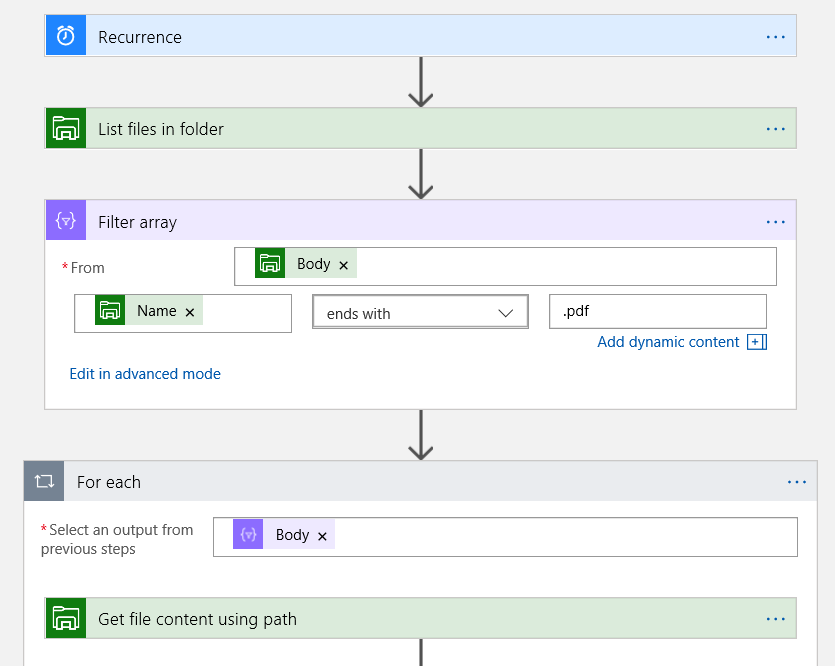 Recurrence
List files in folder
Filter array
* From
Body ×
Name ×
ends with
.pdf
Add dynamic content
Edit in advanced mode
For each
* Select an output from
previous steps
Body ×
Get file content using path